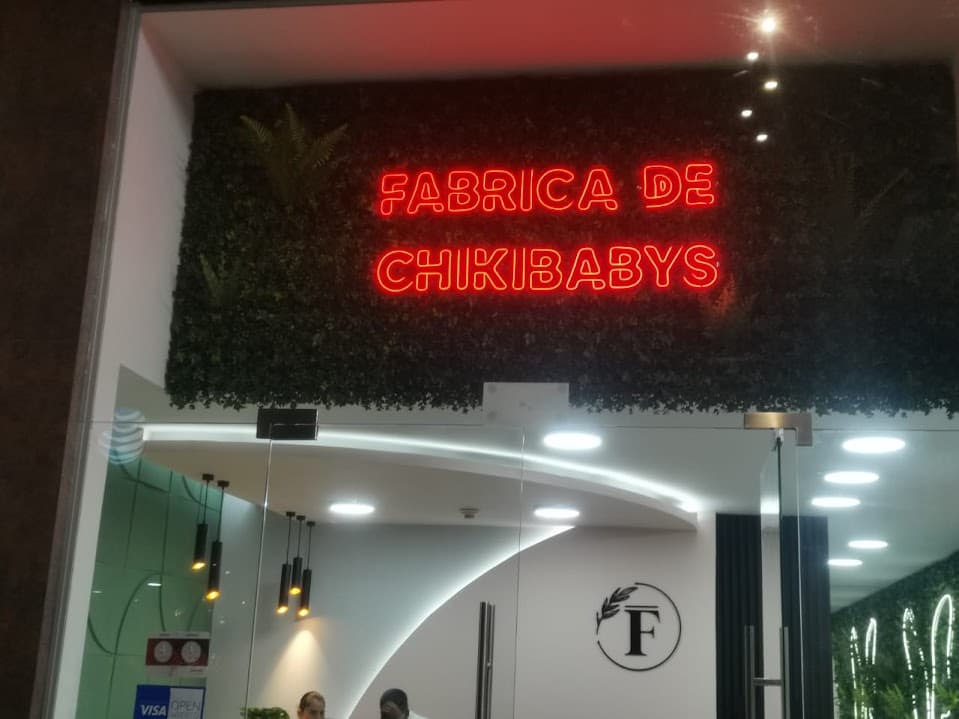 FABRICA DE
CHIKIBABYS
F
VISA
OPEN